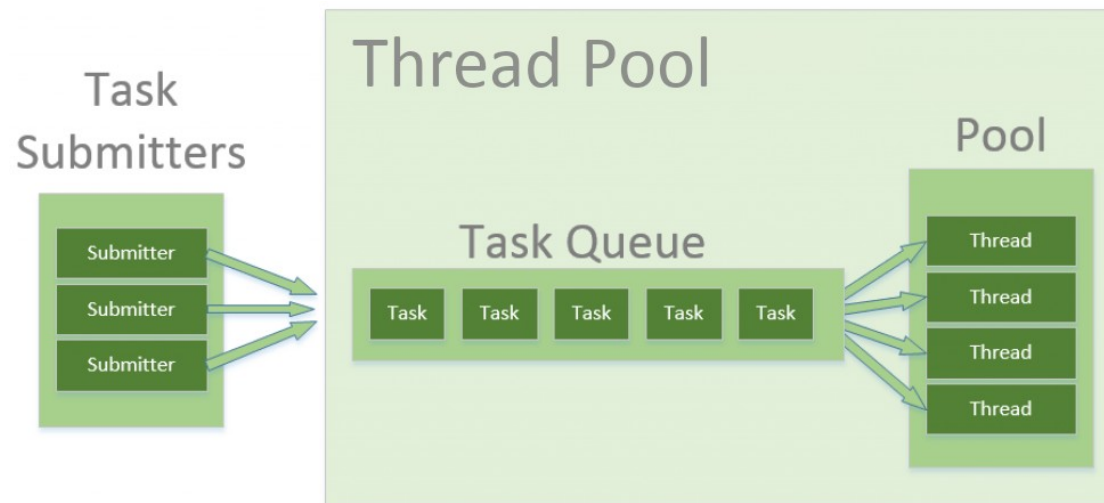 Thread Pool
Task
Submitters
Submitter
Submitter
Submitter
Task Queue
Task Task Task Task Task
Pool
Thread
Thread
Thread
Thread